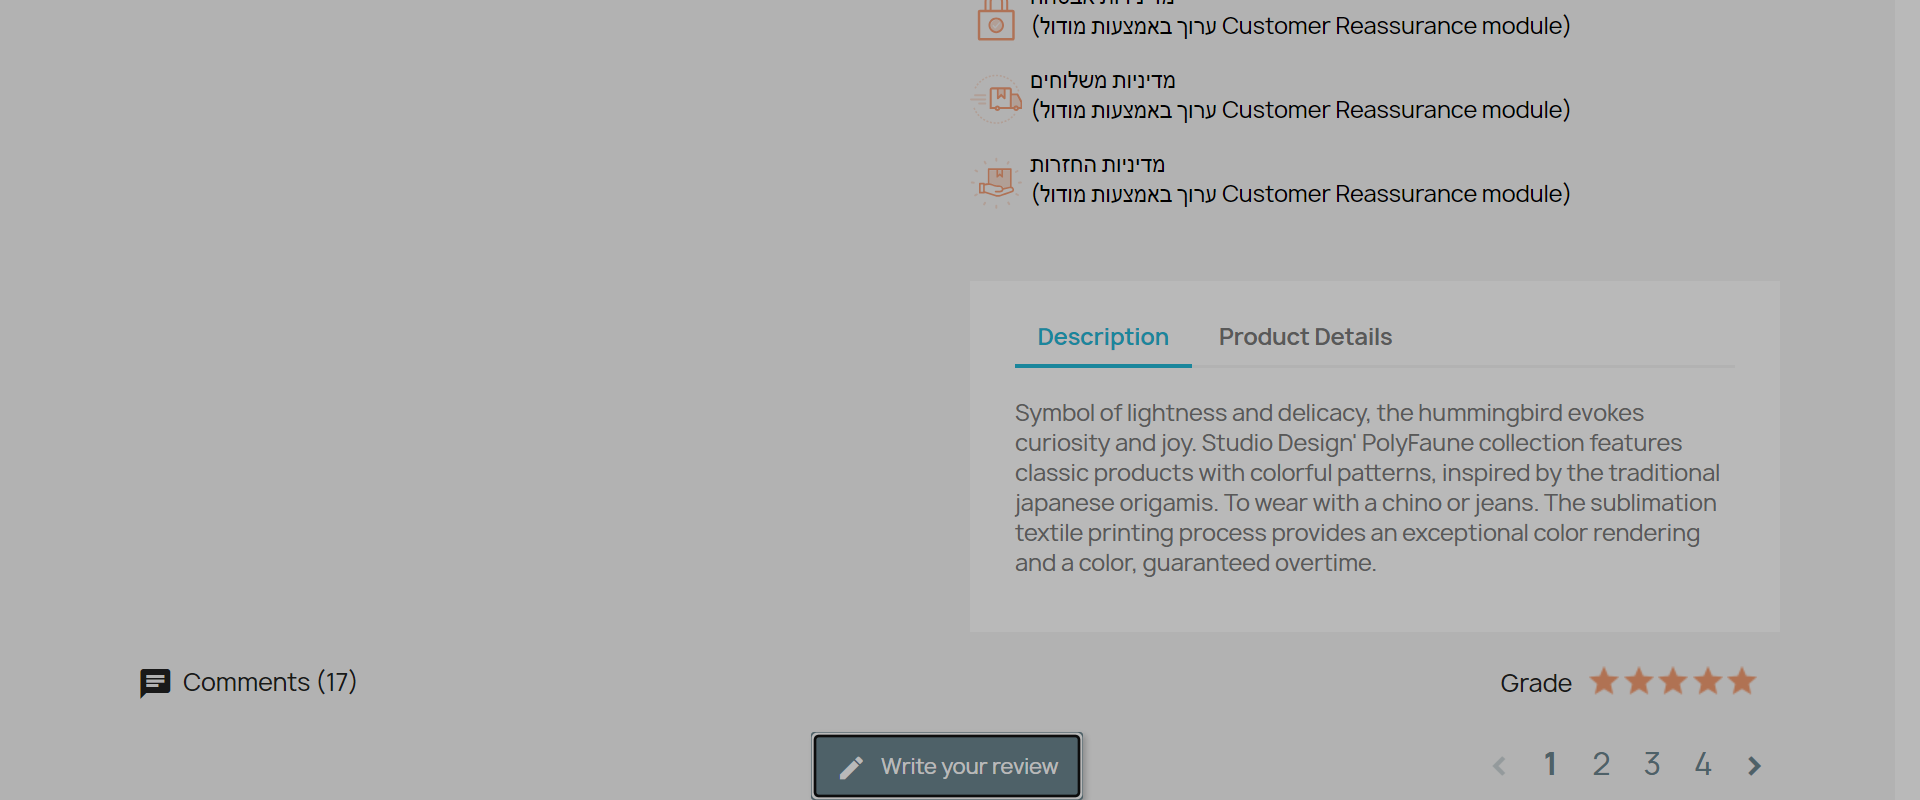 (ערוך באמצעות מודול Customer Reassurance module)
מדיניות משלוחים
(ערוך באמצעות מודול Customer Reassurance module)
מדיניות החזרות
(ערוך באמצעות מודול Customer Reassurance module)
Description Product Details
Symbol of lightness and delicacy, the hummingbird evokes
curiosity and joy. Studio Design' PolyFaune collection features
classic products with colorful patterns, inspired by the traditional
japanese origamis. To wear with a chino or jeans. The sublimation
textile printing process provides an exceptional color rendering
and a color, guaranteed overtime.
Comments (17)
Grade
Write your review
1 2 3 4